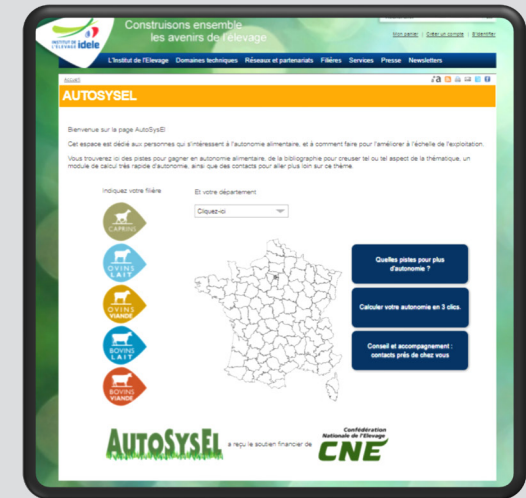 Construisons ensemble
les avenirs de l'élevage
INSTITUT DE
L'ELEVAGE idele
Mon panier | Créer un compte | S'identifier
L'Institut de l'Elevage Domaines techniques Réseaux et partenariats Filières Services Presse Newsletters
Accueil
AUTOSYSEL
Bienvenue sur la page AutoSysEl
Cet espace est dédié aux personnes qui s'intéressent à l'autonomie alimentaire, et à comment faire pour l'améliorer à l'échelle de l'exploitation.
Vous trouverez ici des pistes pour gagner en autonomie alimentaire, de la bibliographie pour creuser tel ou tel aspect de la thématique, un
module de calcul très rapide d'autonomie, ainsi que des contacts pour aller plus loin sur ce thème.
Indiquez votre filière
Et votre département
Cliquez-ici
CAPRINS
OVINS
LAIT
OVINS
VIANDE
BOVINS
LAIT
BOVINS
VIANDE
Quelles pistes pour plus
d'autonomie ?
Calculer votre autonomie en 3 clics.
Conseil et accompagnement :
contacts prés de chez vous
AUTOSYSEL
a reçu le soutien financier de
Confédération
Nationale de l'Elevage
CNE